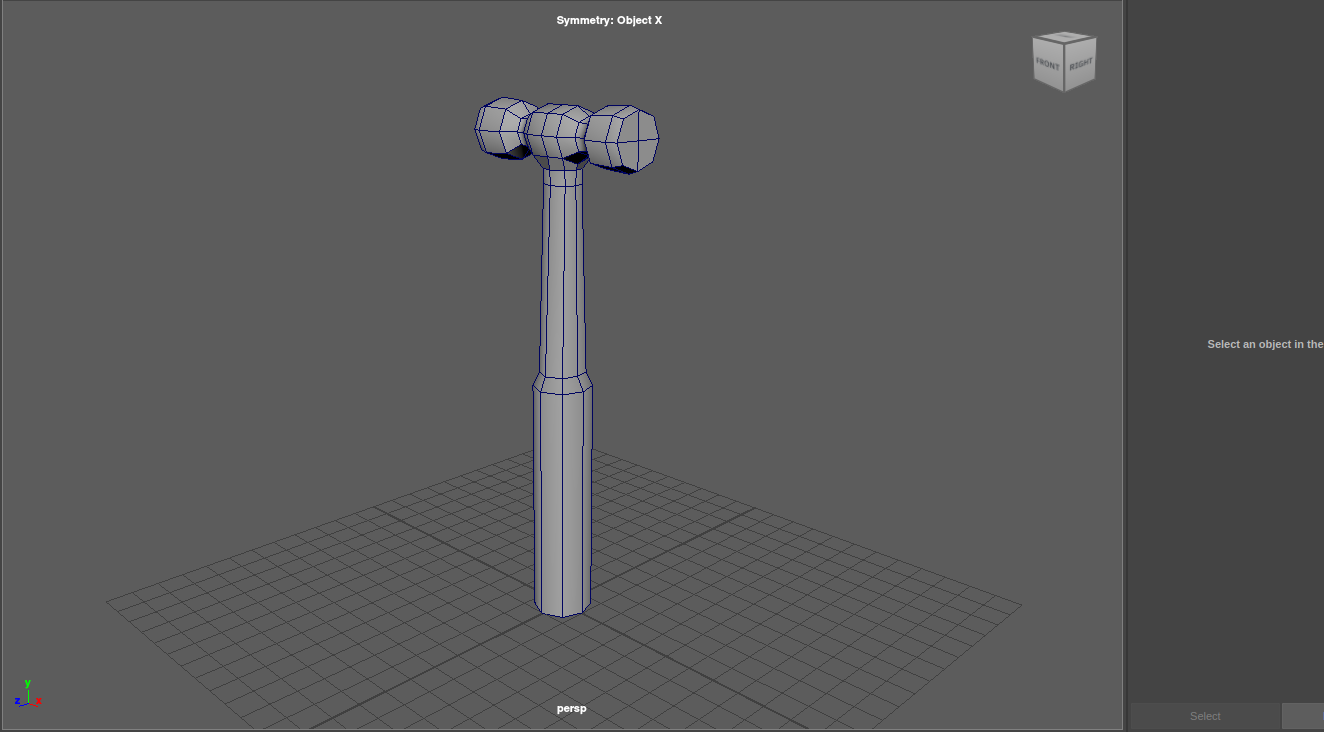 Symmetry: Object X
FRONT
RIGHT
Select an object in the
y
z
x
persp
Select